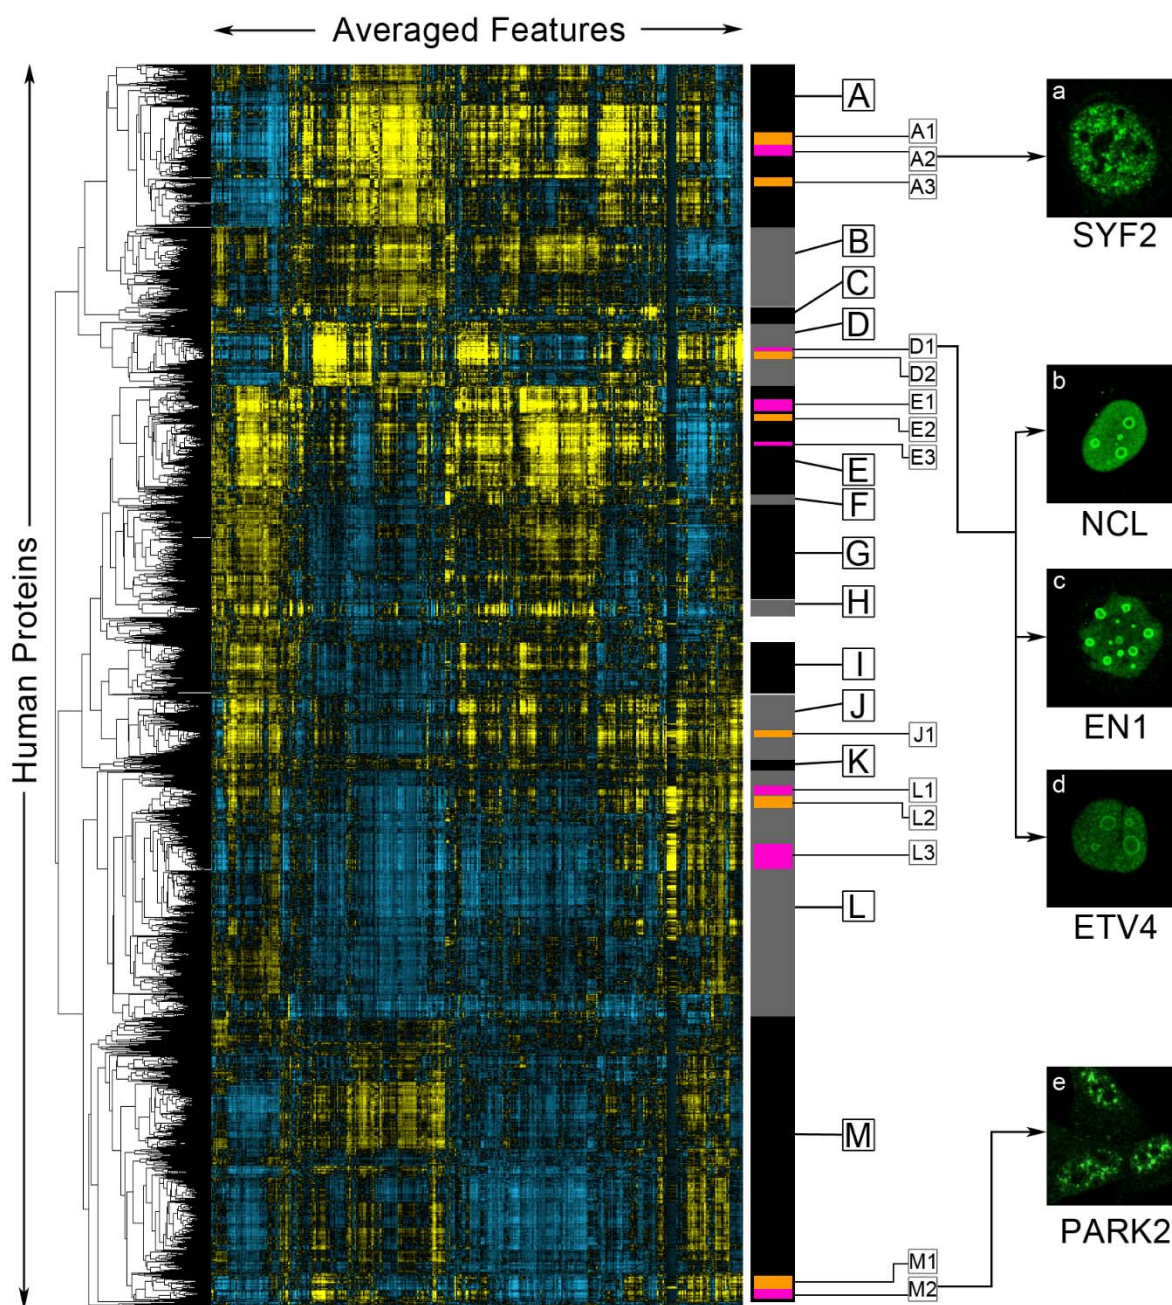 Averaged Features
Human Proteins
A
A1
A2
A3
B
C
D
D1
D2
E1
E2
E3
E
F
G
H
I
J
J1
K
L1
L2
L3
L
M
M1
M2
a
SYF2
b
NCL
c
EN1
d
ETV4
e
PARK2